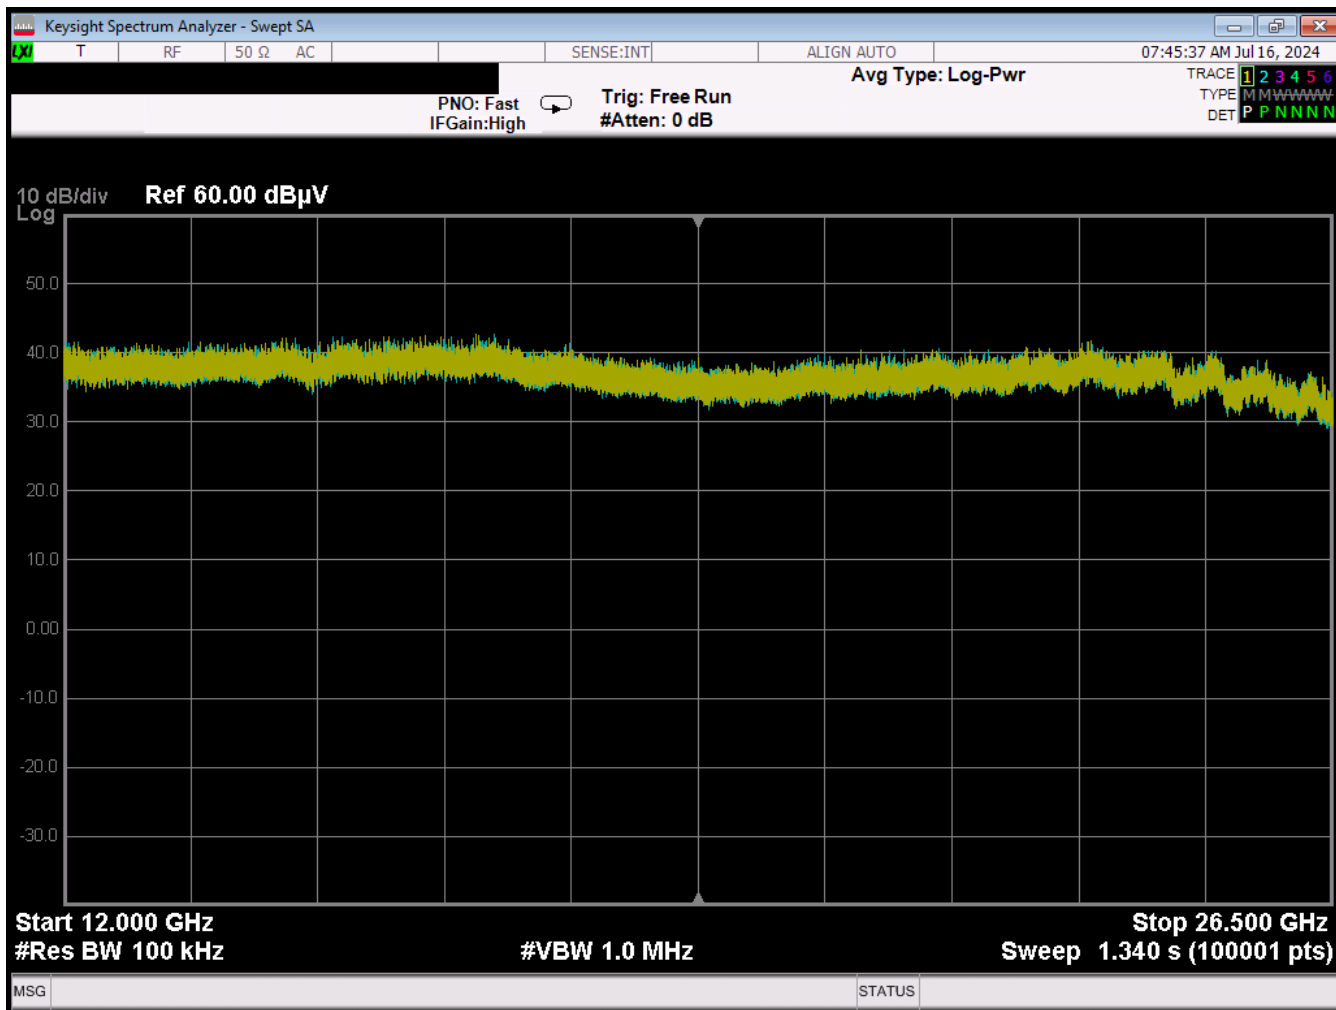 Keysight Spectrum Analyzer - Swept SA
LXI T RF 50 Ω AC SENSE:INT ALIGN AUTO 07:45:37 AM Jul 16, 2024
Avg Type: Log-Pwr
TRACE 1 2 3 4 5 6
PNO: Fast Trig: Free Run TYPE M M W W W W
IFGain:High #Atten: 0 dB DET P P N N N N
10 dB/div Ref 60.00 dBµV
Log
50.0
40.0
30.0
20.0
10.0
0.00
-10.0
-20.0
-30.0
Start 12.000 GHz Stop 26.500 GHz
#Res BW 100 kHz #VBW 1.0 MHz Sweep 1.340 s (100001 pts)
MSG STATUS